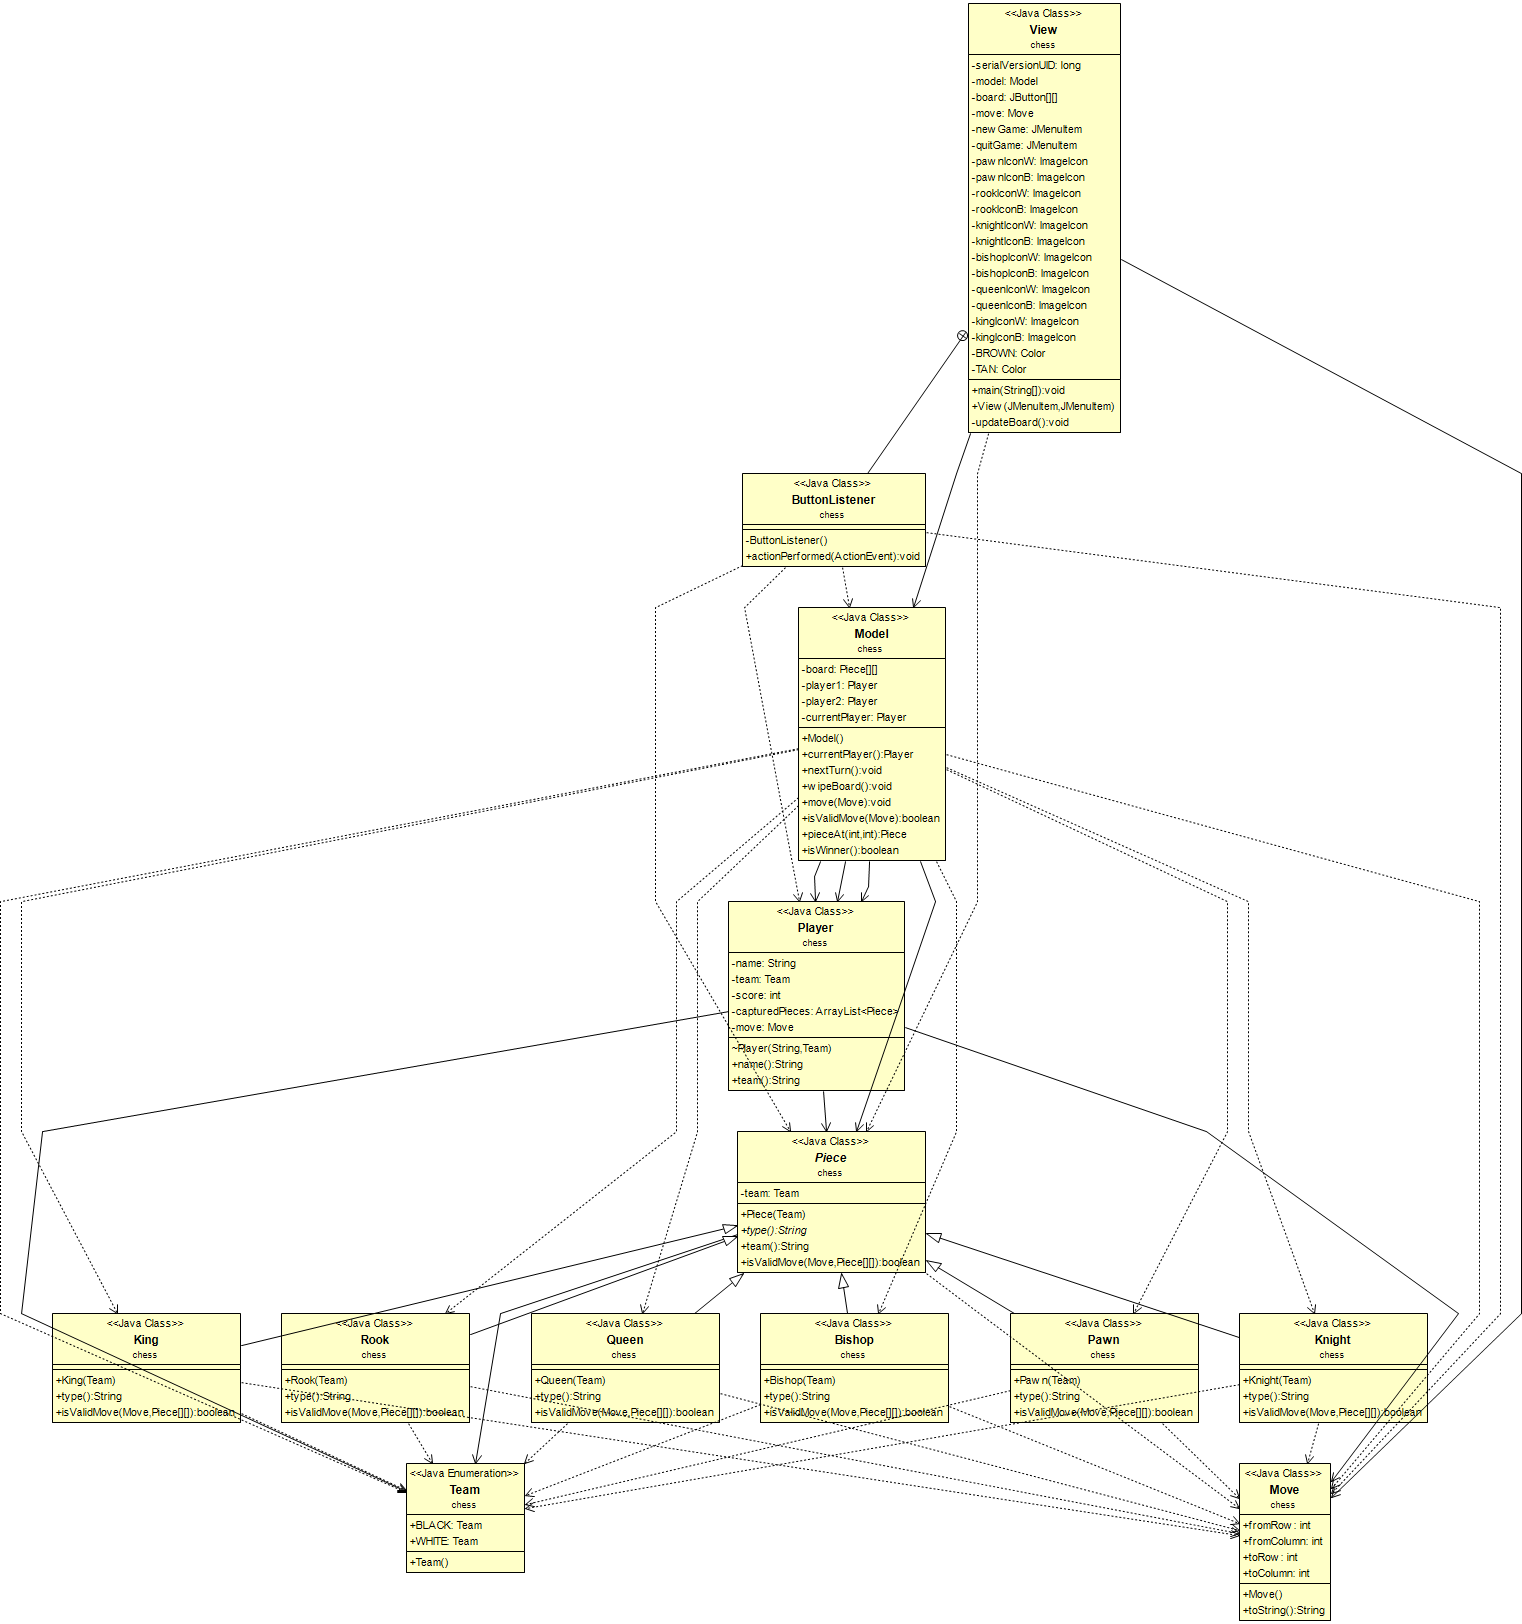 <<Java Class>>
View
chess
-serialVersionUID: long
-model: Model
-board: JButton[][]
-move: Move
-newGame: JMenuItem
-quitGame: JMenuItem
-pawnIconW: ImageIcon
-pawnIconB: ImageIcon
-rookIconW: ImageIcon
-rookIconB: ImageIcon
-knightIconW: ImageIcon
-knightIconB: ImageIcon
-bishopIconW: ImageIcon
-bishopIconB: ImageIcon
-queenIconW: ImageIcon
-queenIconB: ImageIcon
-kingIconW: ImageIcon
-kingIconB: ImageIcon
-BROWN: Color
-TAN: Color
+main(String[]):void
+View(JMenuItem,JMenuItem)
-updateBoard():void
<<Java Class>>
ButtonListener
chess
-ButtonListener()
+actionPerformed(ActionEvent):void
<<Java Class>>
Model
chess
-board: Piece[][]
-player1: Player
-player2: Player
-currentPlayer: Player
+Model()
+currentPlayer():Player
+nextTurn():void
+wipeBoard():void
+move(Move):void
+isValidMove(Move):boolean
+pieceAt(int,int):Piece
+isWinner():boolean
<<Java Class>>
Player
chess
-name: String
-team: Team
-score: int
-capturedPieces: ArrayList<Piece>
-move: Move
~Player(String,Team)
+name():String
+team():String
<<Java Class>>
Piece
chess
-team: Team
+Piece(Team)
+type():String
+team():String
+isValidMove(Move,Piece[][]):boolean
<<Java Class>>
King
chess
+King(Team)
+type():String
+isValidMove(Move,Piece[][]):boolean
<<Java Class>>
Rook
chess
+Rook(Team)
+type():String
+isValidMove(Move,Piece[][]):boolean
<<Java Class>>
Queen
chess
+Queen(Team)
+type():String
+isValidMove(Move,Piece[][]):boolean
<<Java Class>>
Bishop
chess
+Bishop(Team)
+type():String
+isValidMove(Move,Piece[][]):boolean
<<Java Class>>
Pawn
chess
+Pawn(Team)
+type():String
+isValidMove(Move,Piece[][]):boolean
<<Java Class>>
Knight
chess
+Knight(Team)
+type():String
+isValidMove(Move,Piece[][]):boolean
<<Java Enumeration>>
Team
chess
+BLACK: Team
+WHITE: Team
+Team()
<<Java Class>>
Move
chess
+fromRow: int
+fromColumn: int
+toRow: int
+toColumn: int
+Move()
+toString():String